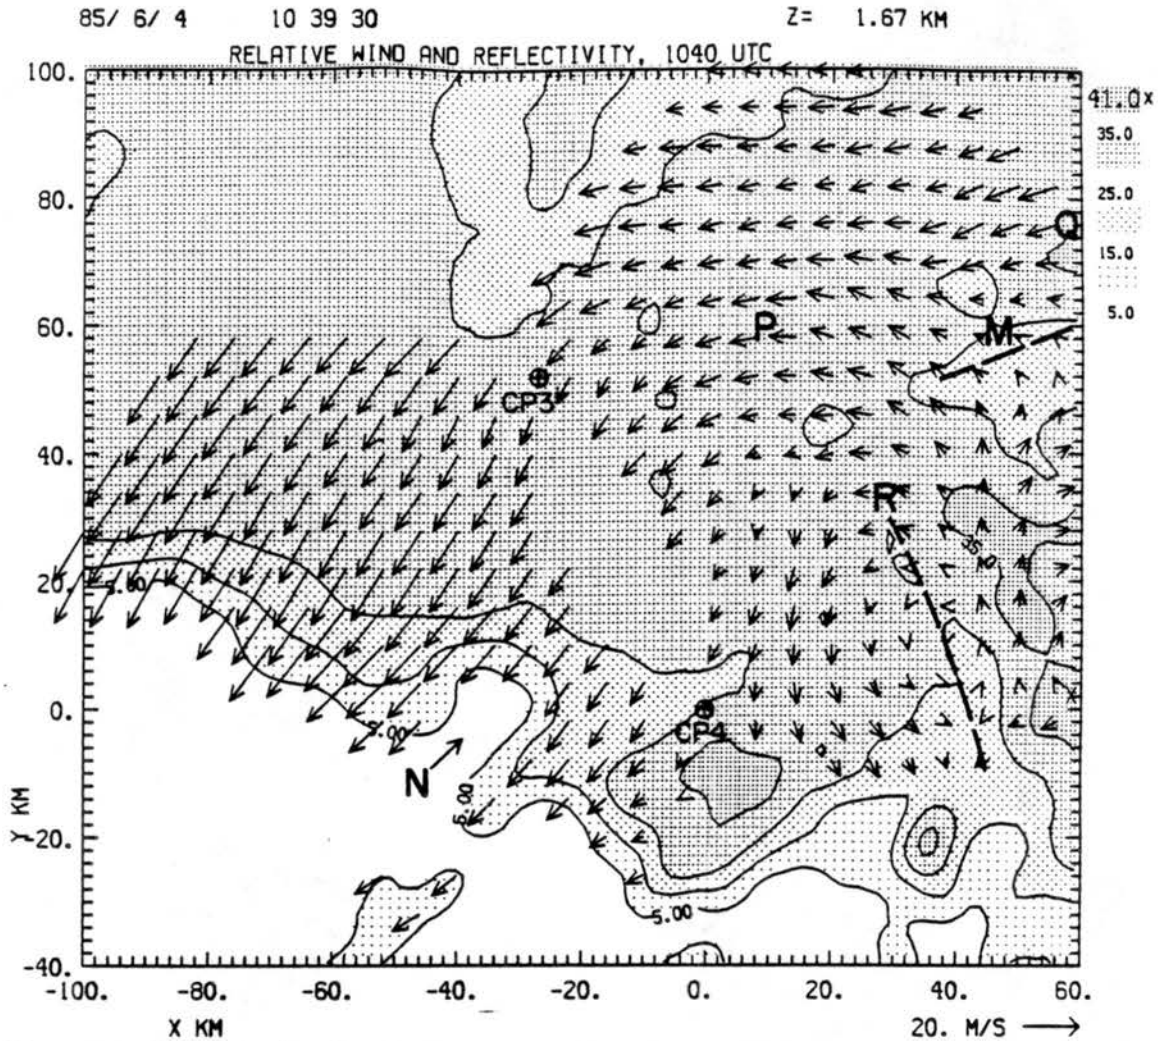 85/ 6/ 4 10 39 30 Z= 1.67 KM
RELATIVE WIND AND REFLECTIVITY, 1040 UTC
100.
41.0x
35.0
25.0
80.
Q
15.0
5.0
60.
P
M
CP3
40.
R
35.0
20.
5.00
0.
CP4
5.00
N
5.00
Y KM
-20.
5.00
-40.
-100. -80. -60. -40. -20. 0. 20. 40. 60.
X KM 20. M/S